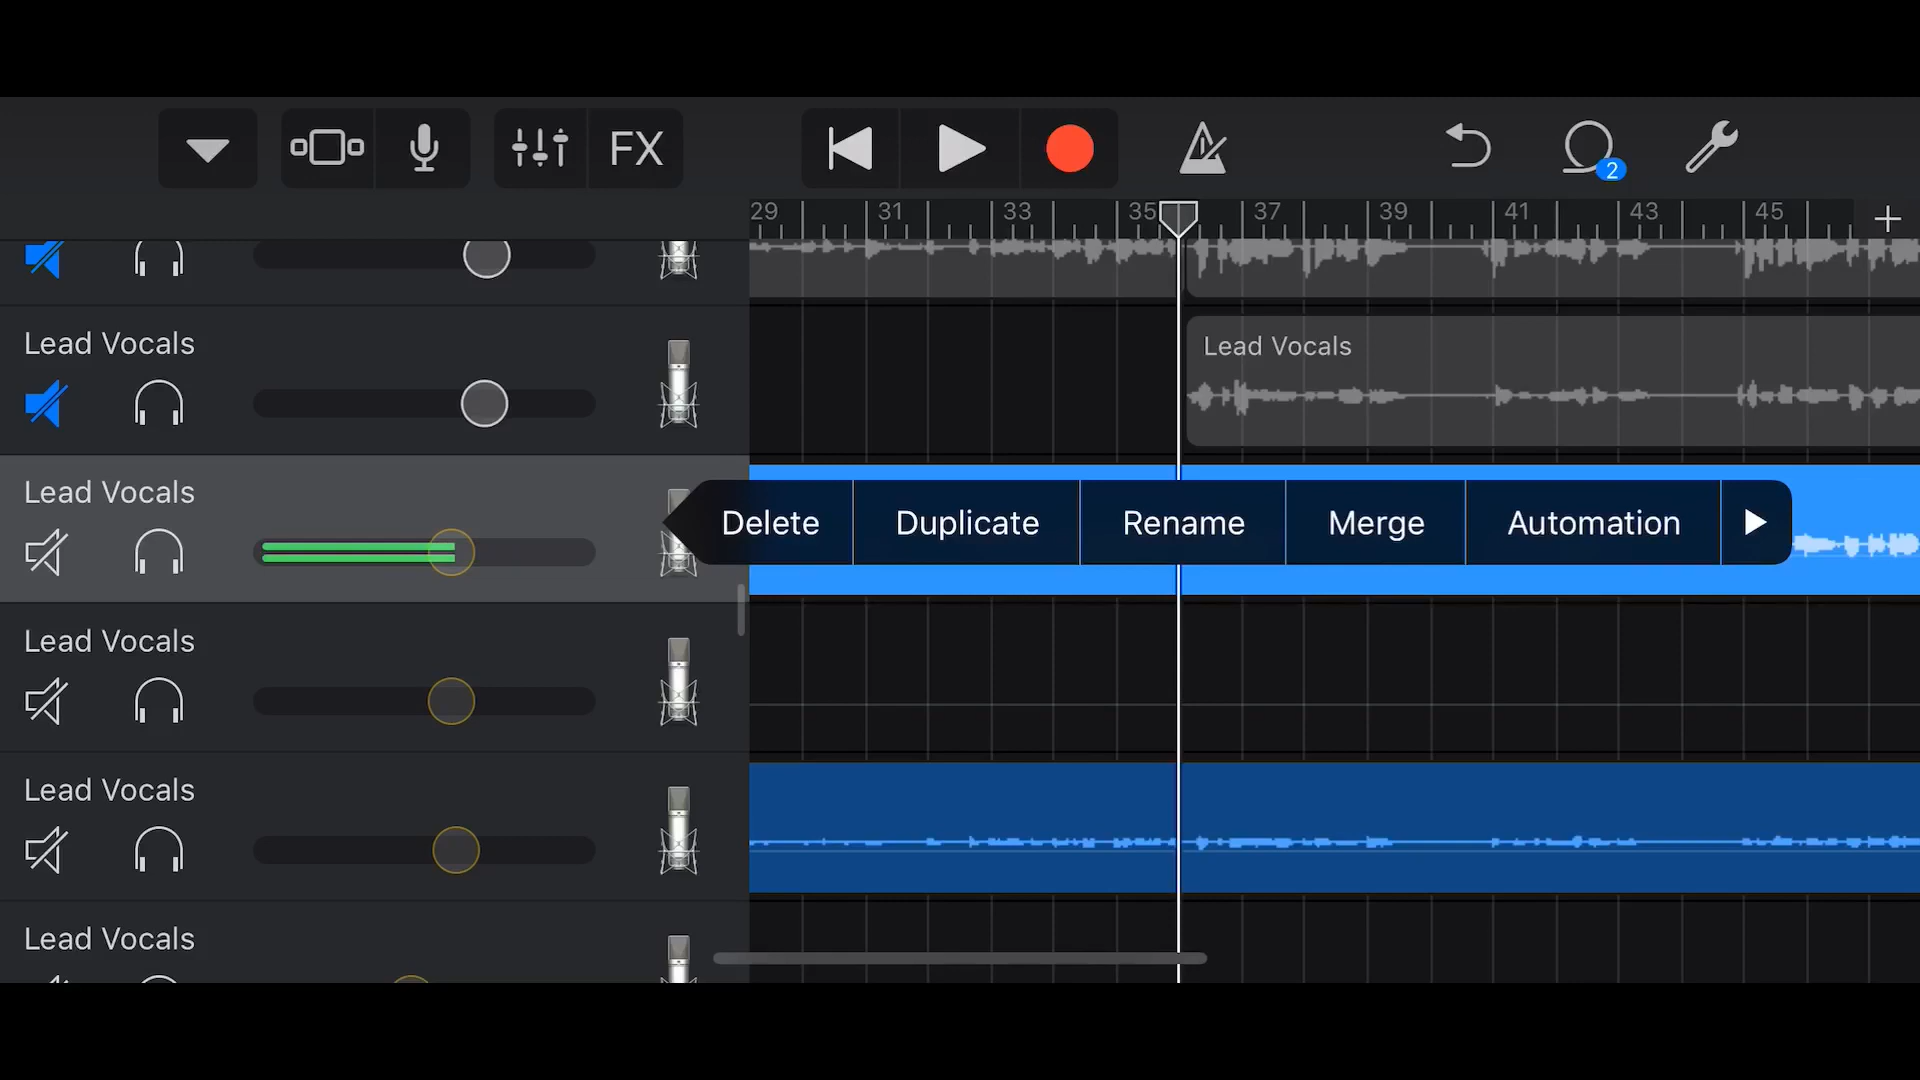 FX
2
29 31 33 35 37 39 41 43 45
Lead Vocals
Lead Vocals
Lead Vocals
Delete Duplicate Rename Merge Automation
Lead Vocals
Lead Vocals
Lead Vocals